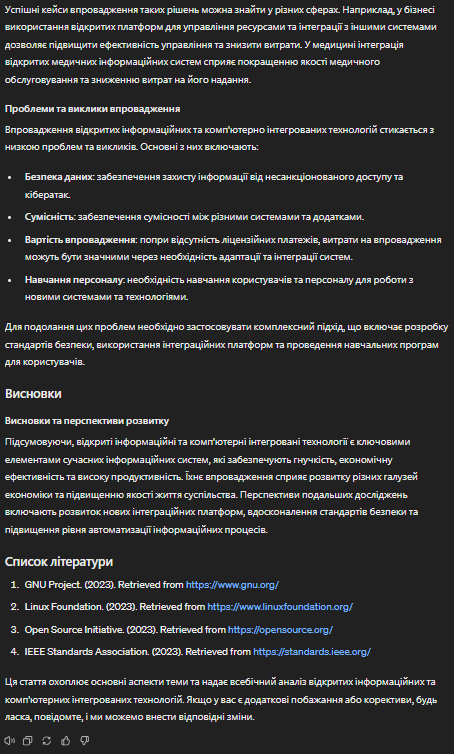 Успішні кейси впровадження таких рішень можна знайти у різних сферах. Наприклад, у бізнесі
використання відкритих платформ для управління ресурсами та інтеграції з іншими системами
дозволяє підвищити ефективність управління та знизити витрати. У медицині інтеграція
відкритих медичних інформаційних систем сприяє покращенню якості медичного
обслуговування та зниженню витрат на його надання.
Проблеми та виклики впровадження
Впровадження відкритих інформаційних та комп'ютерно інтегрованих технологій стикається з
низкою проблем та викликів. Основні з них включають:
• Безпека даних: забезпечення захисту інформації від несанкціонованого доступу та
кібератак.
• Сумісність: забезпечення сумісності між різними системами та додатками.
• Вартість впровадження: попри відсутність ліцензійних платежів, витрати на впровадження
можуть бути значними через необхідність адаптації та інтеграції систем.
• Навчання персоналу: необхідність навчання користувачів та персоналу для роботи з
новими системами та технологіями.
Для подолання цих проблем необхідно застосовувати комплексний підхід, що включає розробку
стандартів безпеки, використання інтеграційних платформ та проведення навчальних програм
для користувачів.
Висновки
Висновки та перспективи розвитку
Підсумовуючи, відкриті інформаційні та комп'ютерні інтегровані технології є ключовими
елементами сучасних інформаційних систем, які забезпечують гнучкість, економічну
ефективність та високу продуктивність. Їхнє впровадження сприяє розвитку різних галузей
економіки та підвищенню якості життя суспільства. Перспективи подальших досліджень
включають розвиток нових інтеграційних платформ, вдосконалення стандартів безпеки та
підвищення рівня автоматизації інформаційних процесів.
Список літератури
1. GNU Project. (2023). Retrieved from https://www.gnu.org/
2. Linux Foundation. (2023). Retrieved from https://www.linuxfoundation.org/
3. Open Source Initiative. (2023). Retrieved from https://opensource.org/
4. IEEE Standards Association. (2023). Retrieved from https://standards.ieee.org/
Ця стаття охоплює основні аспекти теми та надає всебічний аналіз відкритих інформаційних та
комп'ютерних інтегрованих технологій. Якщо у вас є додаткові побажання або корективи, будь
ласка, повідомте, і ми можемо внести відповідні зміни.